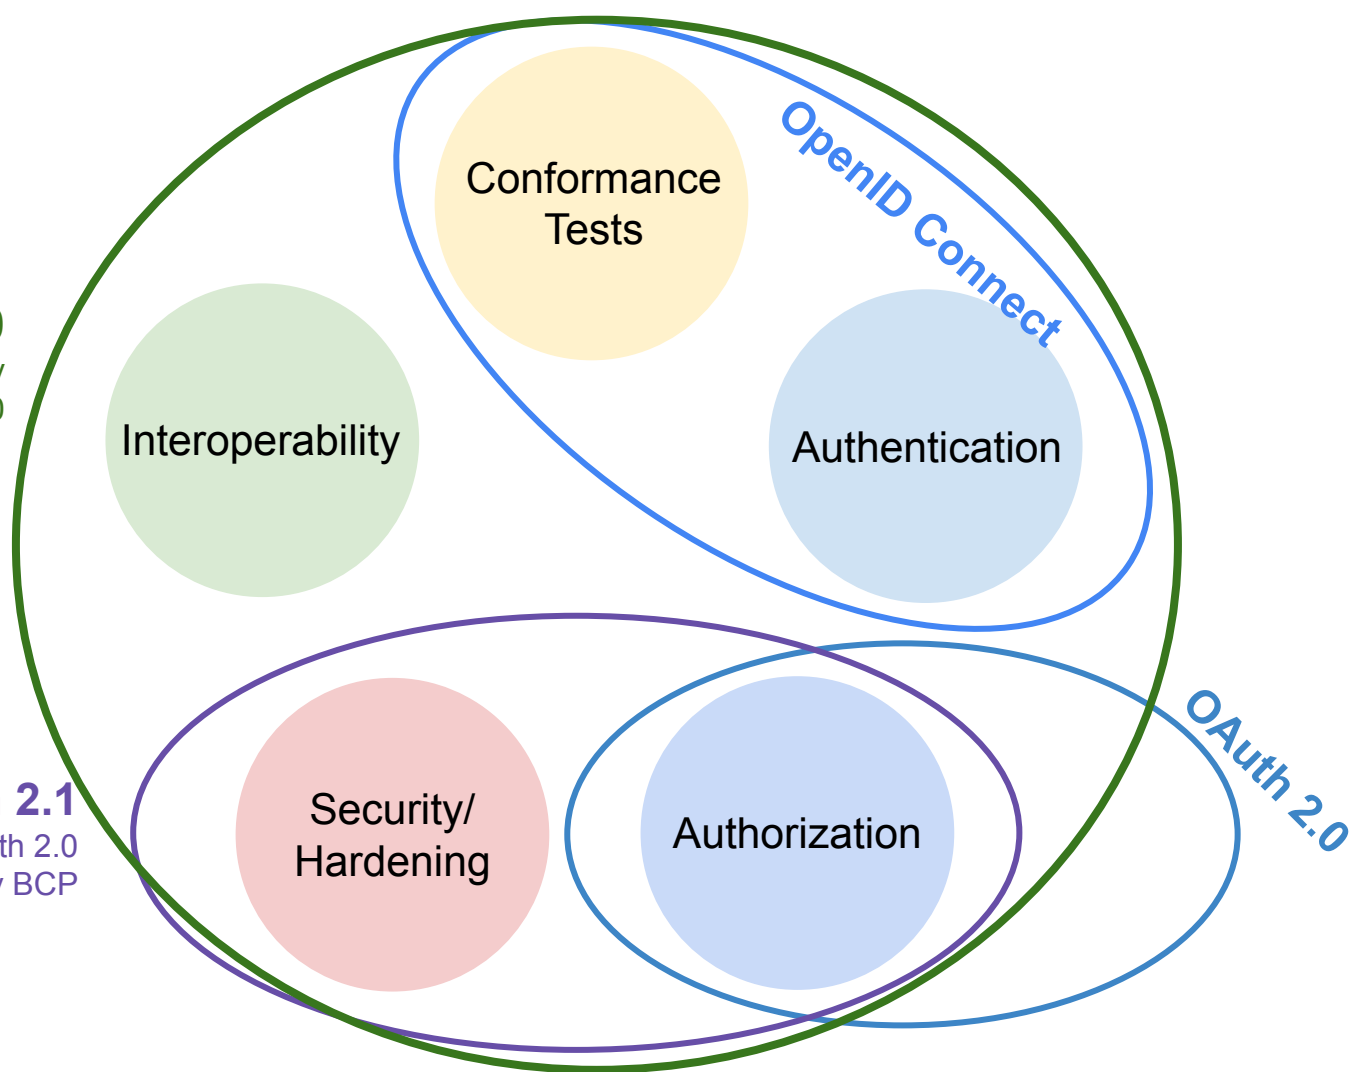 OpenID Connect
Conformance
Tests
Interoperability
Authentication
OAuth 2.0
2.1
th 2.0
BCP
Security/
Hardening
Authorization